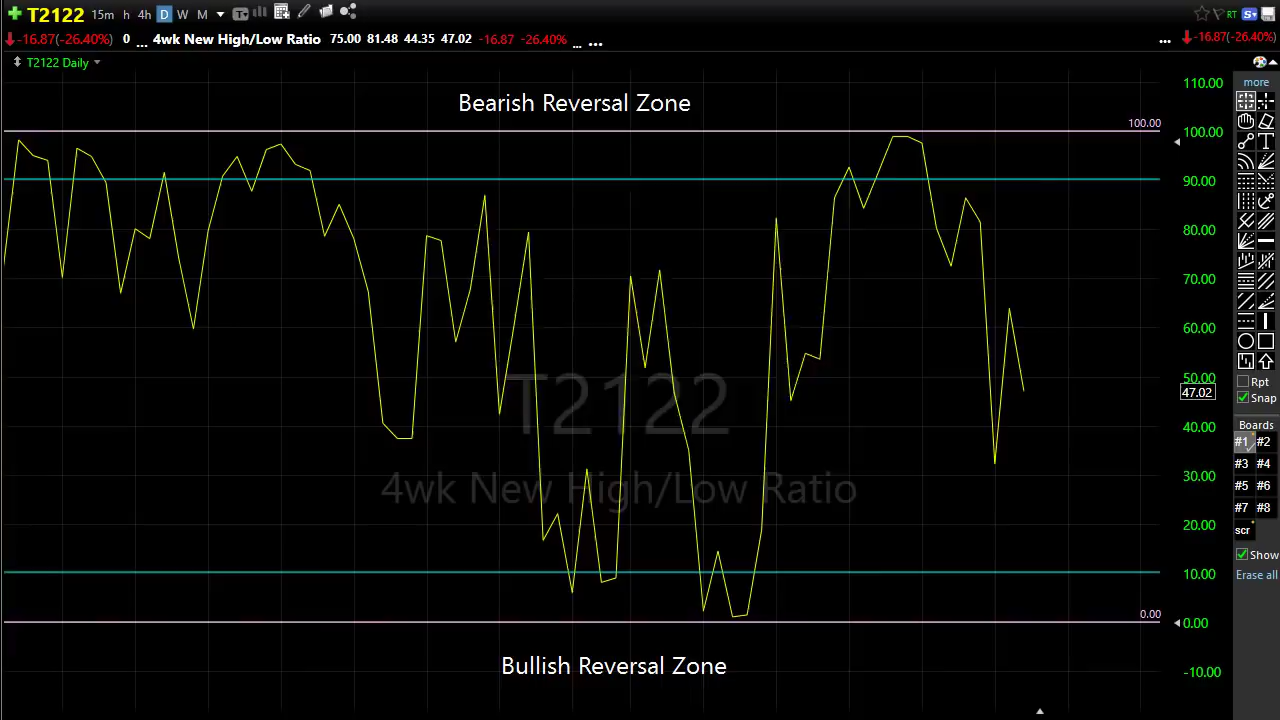 T2122 15m h 4h D W M T
RT S
-16.87(-26.40%) 0 ... 4wk New High/Low Ratio 75.00 81.48 44.35 47.02 -16.87 -26.40% ... ...
... -16.87(-26.40%)
T2122 Daily
more
Bearish Reversal Zone
110.00
100.00
100.00
90.00
80.00
70.00
60.00
50.00
47.02
40.00
30.00
20.00
10.00
0.00
0.00
-10.00
T2122
4wk New High/Low Ratio
Bullish Reversal Zone
T
Rpt
Snap
Boards
#1 #2
#3 #4
#5 #6
#7 #8
scr
Show
Erase all